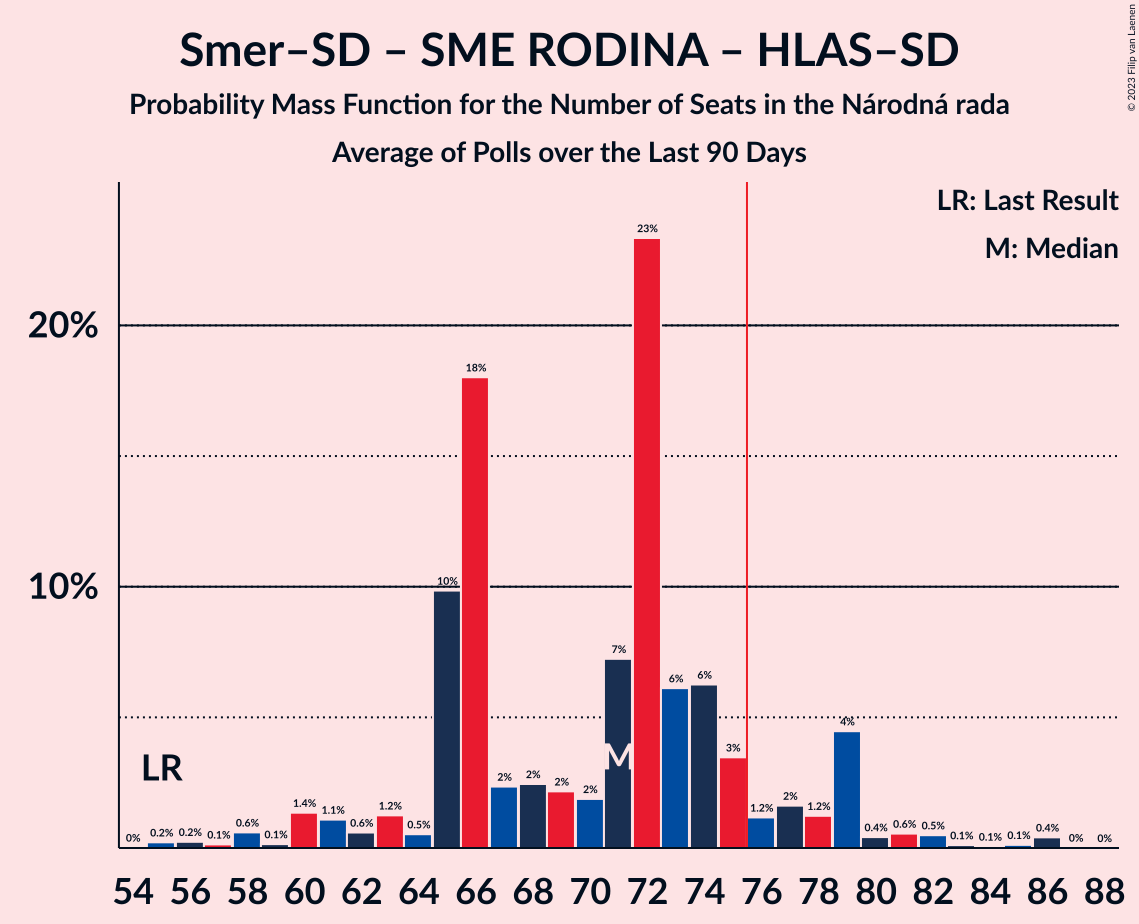 © 2023 Filip van Laenen
Smer–SD – SME RODINA – HLAS–SD
Probability Mass Function for the Number of Seats in the Národná rada
Average of Polls over the Last 90 Days
LR: Last Result
M: Median
20%
10%
0% 0.2% 0.2% 0.1% 0.6% 0.1% 1.4% 1.1% 0.6% 1.2% 0.5% 10% 18% 2% 2% 2% 2% 7% 23% 6% 6% 3% 1.2% 2% 1.2% 4% 0.4% 0.6% 0.5% 0.1% 0.1% 0.1% 0.4% 0% 0%
LR
M
54 56 58 60 62 64 66 68 70 72 74 76 78 80 82 84 86 88